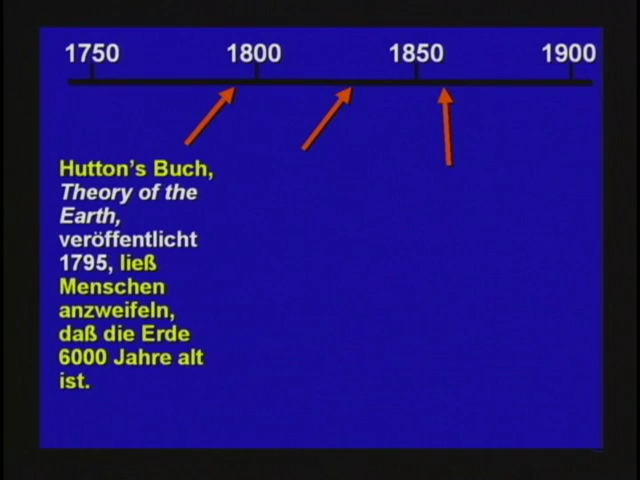 1750 1800 1850 1900
Hutton's Buch,
Theory of the
Earth,
veröffentlicht
1795, ließ
Menschen
anzweifeln,
daß die Erde
6000 Jahre alt
ist.